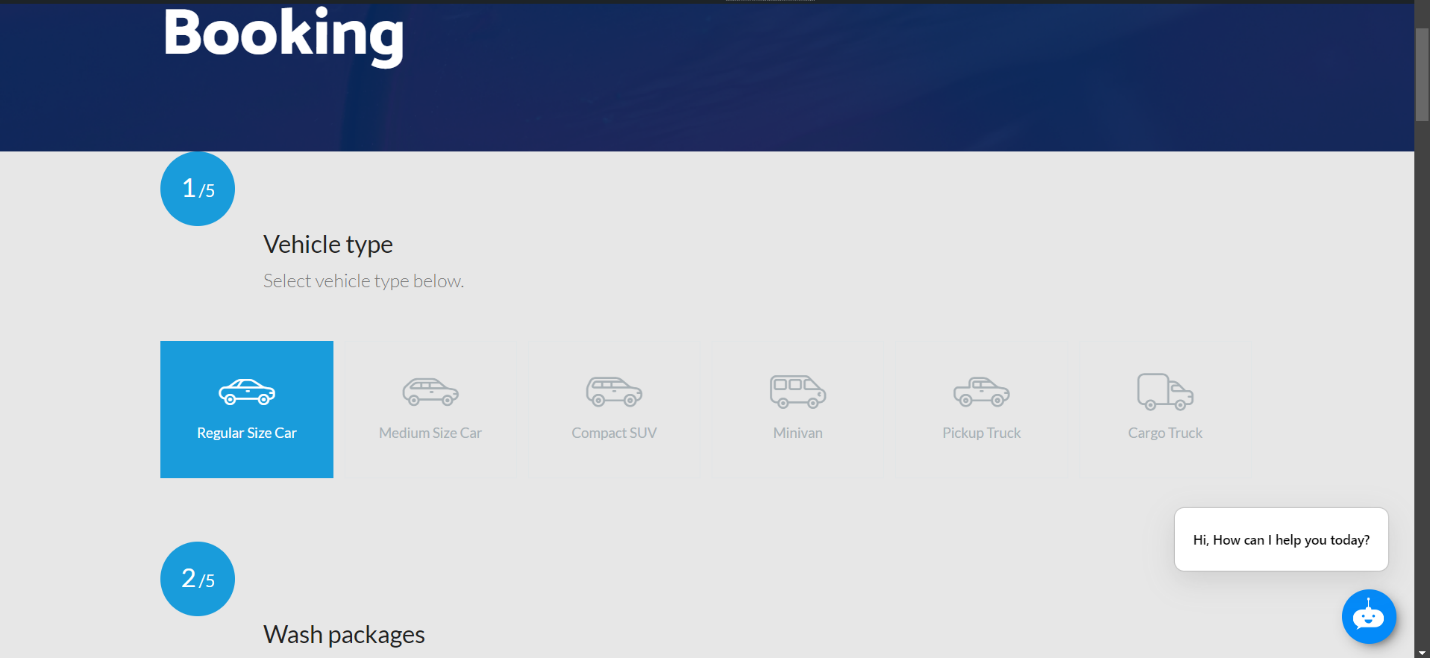 Booking
1/5
Vehicle type
Select vehicle type below.
Regular Size Car
Medium Size Car
Compact SUV
Minivan
Pickup Truck
Cargo Truck
Hi, How can I help you today?
2/5
Wash packages